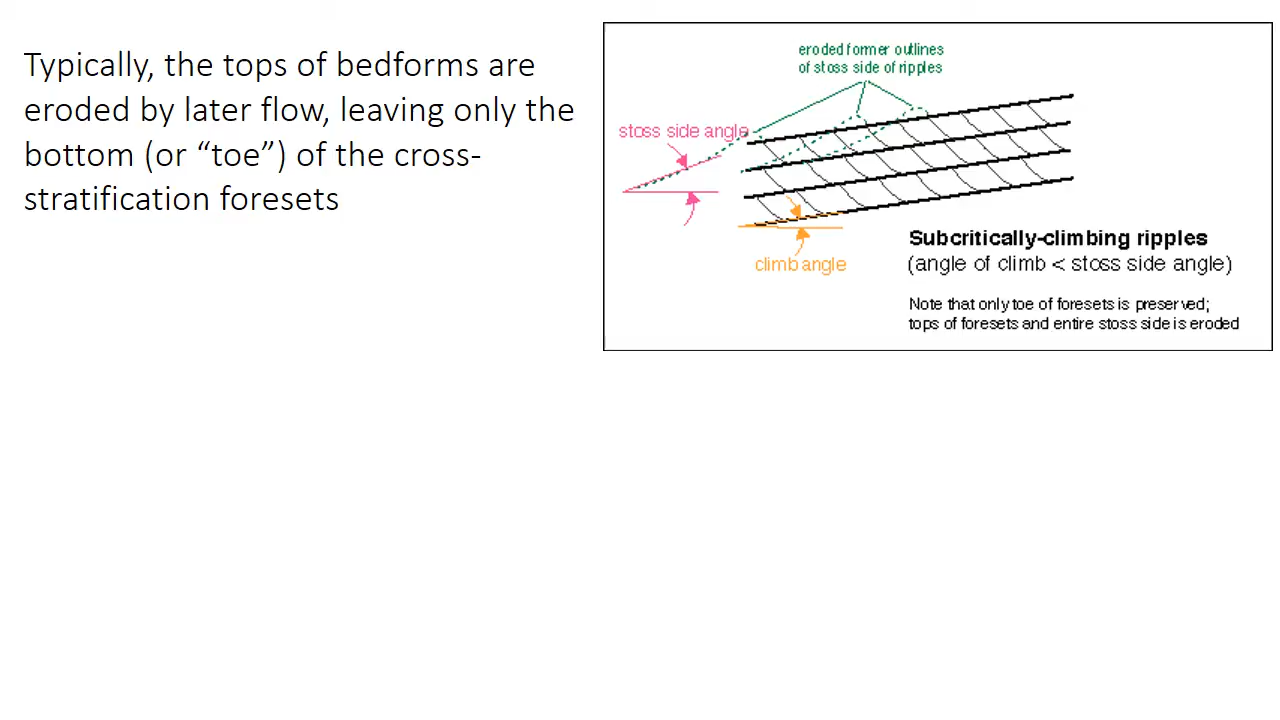 Typically, the tops of bedforms are
eroded by later flow, leaving only the
bottom (or “toe”) of the cross-
stratification foresets
eroded former outlines
of stoss side of ripples
stoss side angle
climb angle
Subcritically-climbing ripples
(angle of climb < stoss side angle)
Note that only toe of foresets is preserved;
tops of foresets and entire stoss side is eroded